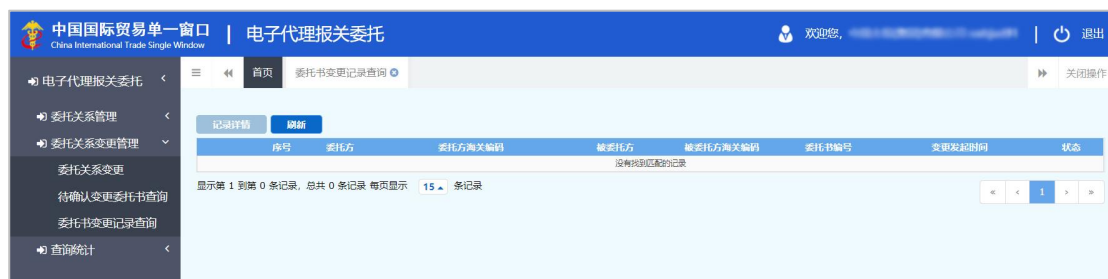 中国国际贸易单一窗口 | 电子代理报关委托
China International Trade Single Window
欢迎您,
退出
电子代理报关委托
首页 委托书变更记录查询
关闭操作
委托关系管理
委托关系变更管理
委托关系变更
待确认变更委托书查询
委托书变更记录查询
查询统计
记录详情 刷新
序号 委托方 委托方海关编码 被委托方 被委托方海关编码 委托书编号 变更发起时间 状态
没有找到匹配的记录
显示第 1 到第 0 条记录, 总共 0 条记录 每页显示 15 条记录
« ‹ 1 › »